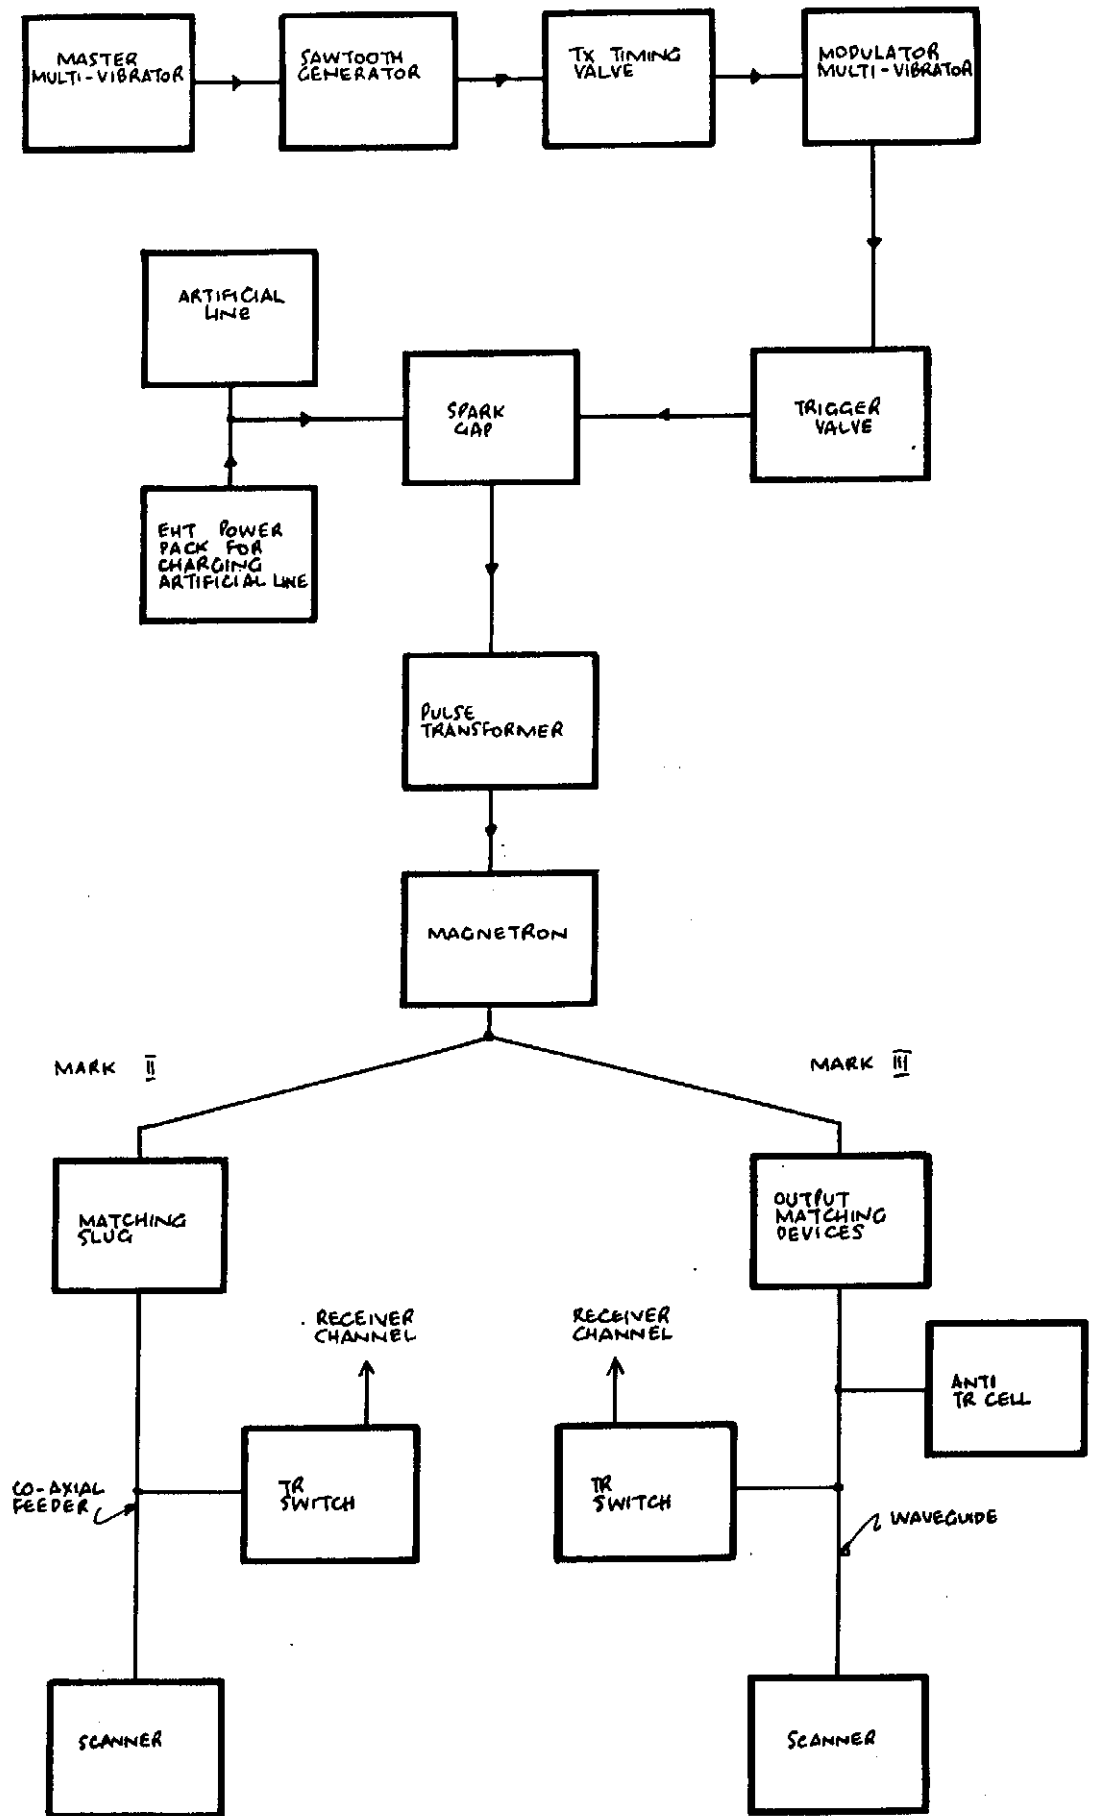 MASTER
MULTI-VIBRATOR
SAWTOOTH
GENERATOR
TX TIMING
VALVE
MODULATOR
MULTI-VIBRATOR
ARTIFICIAL
LINE
SPARK
GAP
TRIGGER
VALVE
EHT POWER
PACK FOR
CHARGING
ARTIFICIAL LINE
PULSE
TRANSFORMER
MAGNETRON
MARK II
MARK III
MATCHING
SLUG
OUTPUT
MATCHING
DEVICES
RECEIVER
CHANNEL
RECEIVER
CHANNEL
ANTI
TR CELL
CO-AXIAL
FEEDER
TR
SWITCH
TR
SWITCH
WAVEGUIDE
SCANNER
SCANNER